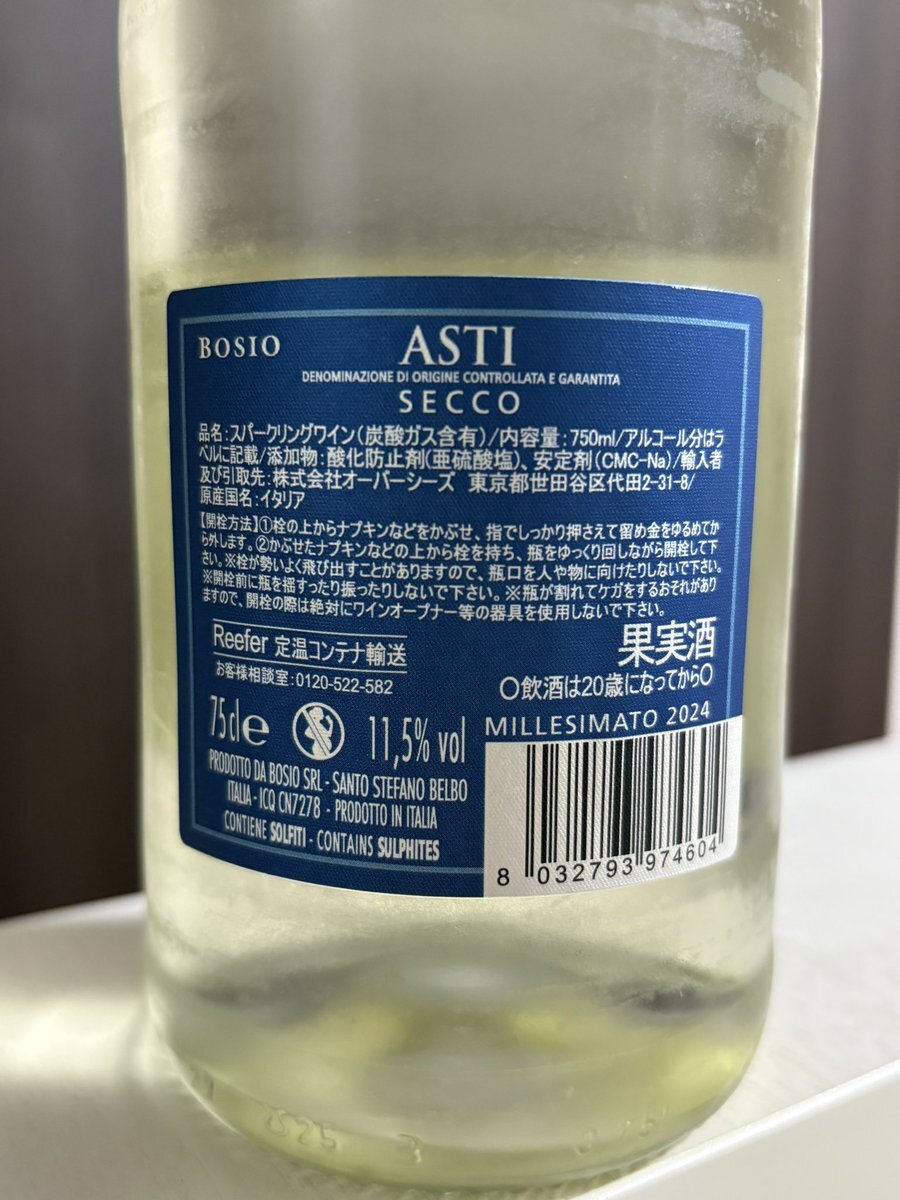 BOSIO
ASTI
DENOMINAZIONE DI ORIGINE CONTROLLATA E GARANTITA
SECCO
品名:スパークリングワイン(炭酸ガス含有)/内容量:750ml/アルコール分はラ
ベルに記載/添加物:酸化防止剤(亜硫酸塩)、安定剤(CMC-Na)/輸入者
及び引取先:株式会社オーバーシーズ 東京都世田谷区代田2-31-8/
原産国名:イタリア
【開栓方法】①栓の上からナプキンなどをかぶせ、指でしっかり押さえて留め金をゆるめてか
ら外します。②かぶせたナプキンなどの上から栓を持ち、瓶をゆっくり回しながら開栓して下
さい。※栓が勢いよく飛び出すことがありますので、瓶口を人や物に向けたりしないで下さい。
※開栓前に瓶を揺すったり振ったりしないで下さい。※瓶が割れてケガをするおそれがあり
ますので、開栓の際は絶対にワインオープナー等の器具を使用しないで下さい。
Reefer 定温コンテナ輸送
お客様相談室:0120-522-582
果実酒
〇飲酒は20歳になってから〇
75cl e
11,5% vol
MILLESIMATO 2024
PRODOTTO DA BOSIO SRL - SANTO STEFANO BELBO
ITALIA - ICQ CN7278 - PRODOTTO IN ITALIA
CONTIENE SOLFITI - CONTAINS SULPHITES
8 032793 974604